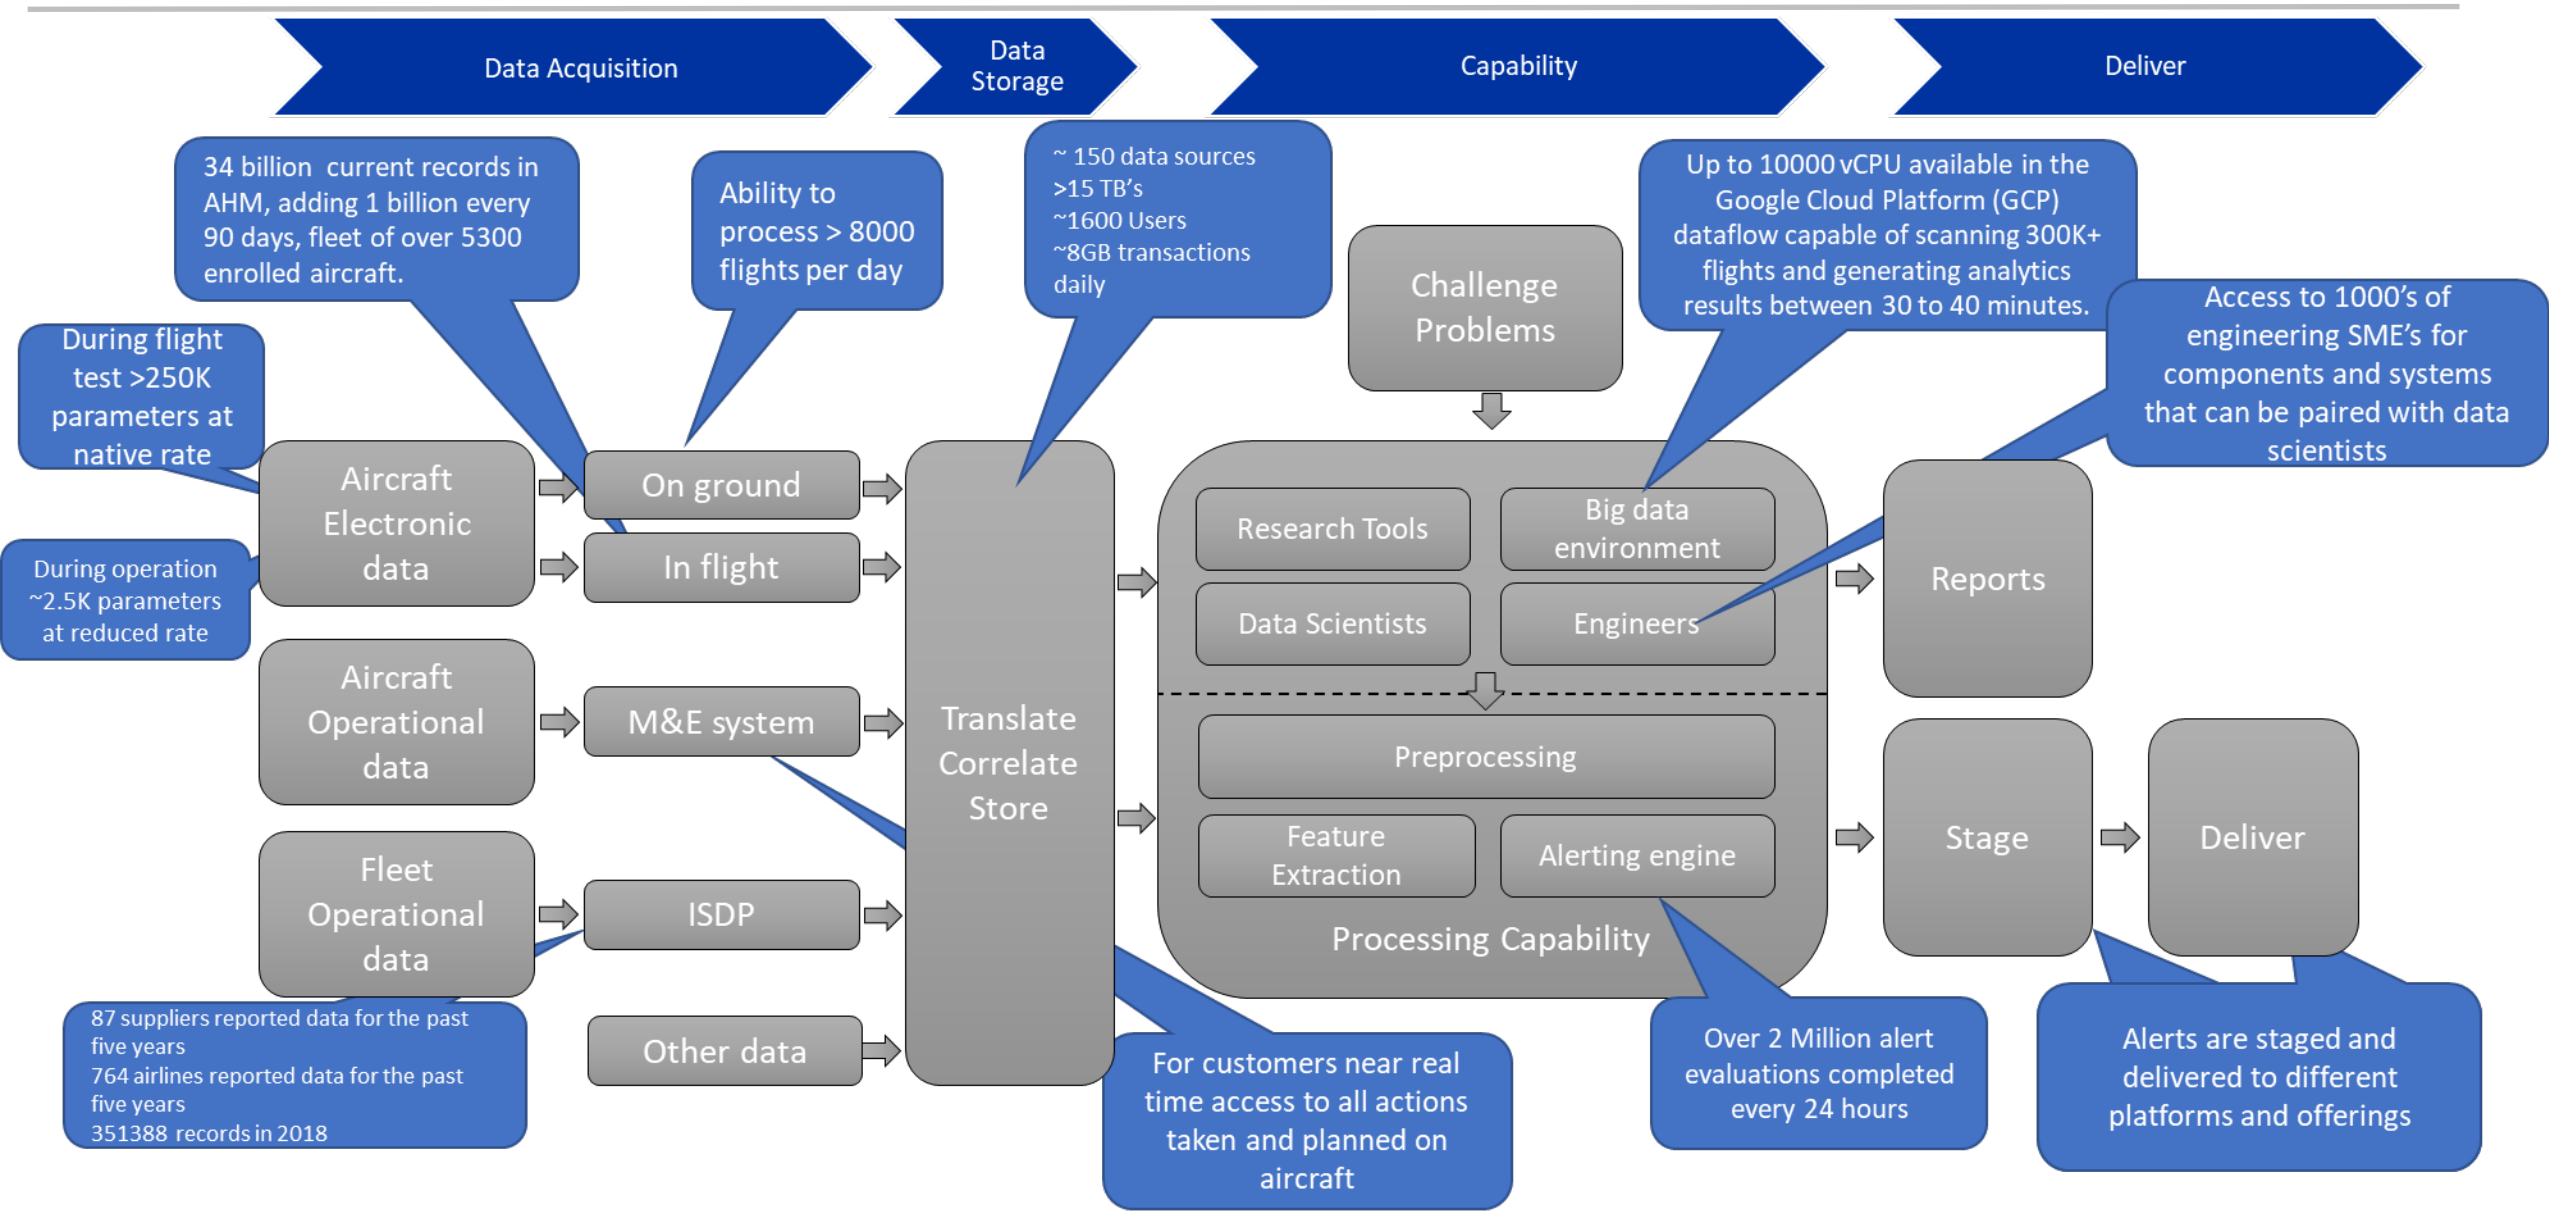 Data Acquisition
Data
Storage
Capability
Deliver
34 billion  current records in
AHM, adding 1 billion every
90 days, fleet of over 5300
enrolled aircraft.
Ability to
process > 8000
flights per day
~ 150 data sources
>15 TB's
~1600 Users
~8GB transactions
daily
Challenge
Problems
Up to 10000 vCPU available in the
Google Cloud Platform (GCP)
dataflow capable of scanning 300K+
flights and generating analytics
results between 30 to 40 minutes.
Access to 1000's of
engineering SME's for
components and systems
that can be paired with data
scientists
During flight
test >250K
parameters at
native rate
During operation
~2.5K parameters
at reduced rate
Aircraft
Electronic
data
On ground
In flight
Aircraft
Operational
data
M&E system
Fleet
Operational
data
ISDP
Other data
87 suppliers reported data for the past
five years
764 airlines reported data for the past
five years
351388 records in 2018
Translate
Correlate
Store
Research Tools
Big data
environment
Data Scientists
Engineers
Preprocessing
Feature
Extraction
Alerting engine
Processing Capability
Reports
Stage
Deliver
For customers near real
time access to all actions
taken and planned on
aircraft
Over 2 Million alert
evaluations completed
every 24 hours
Alerts are staged and
delivered to different
platforms and offerings